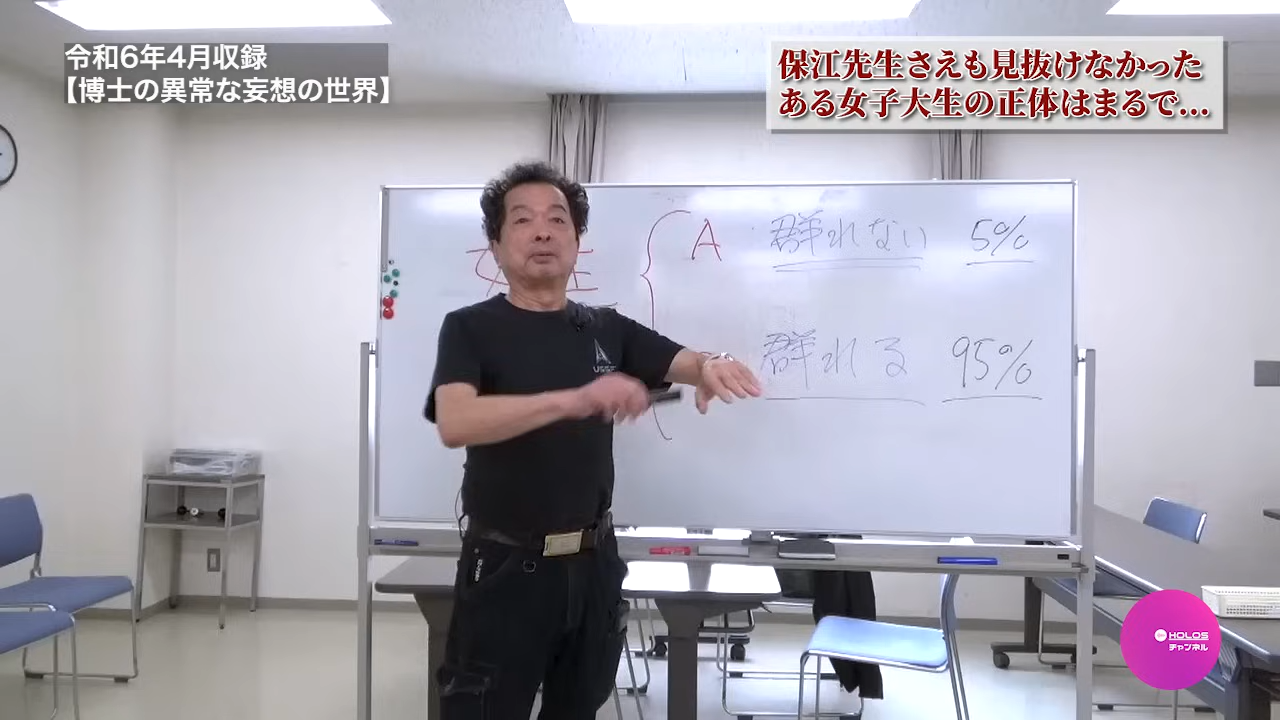 令和6年4月収録
【博士の異常な妄想の世界】
保江先生さえも見抜けなかった
ある女子大生の正体はまるで…
A 群れない 5%
群れる 95%
HOLOS
チャンネル